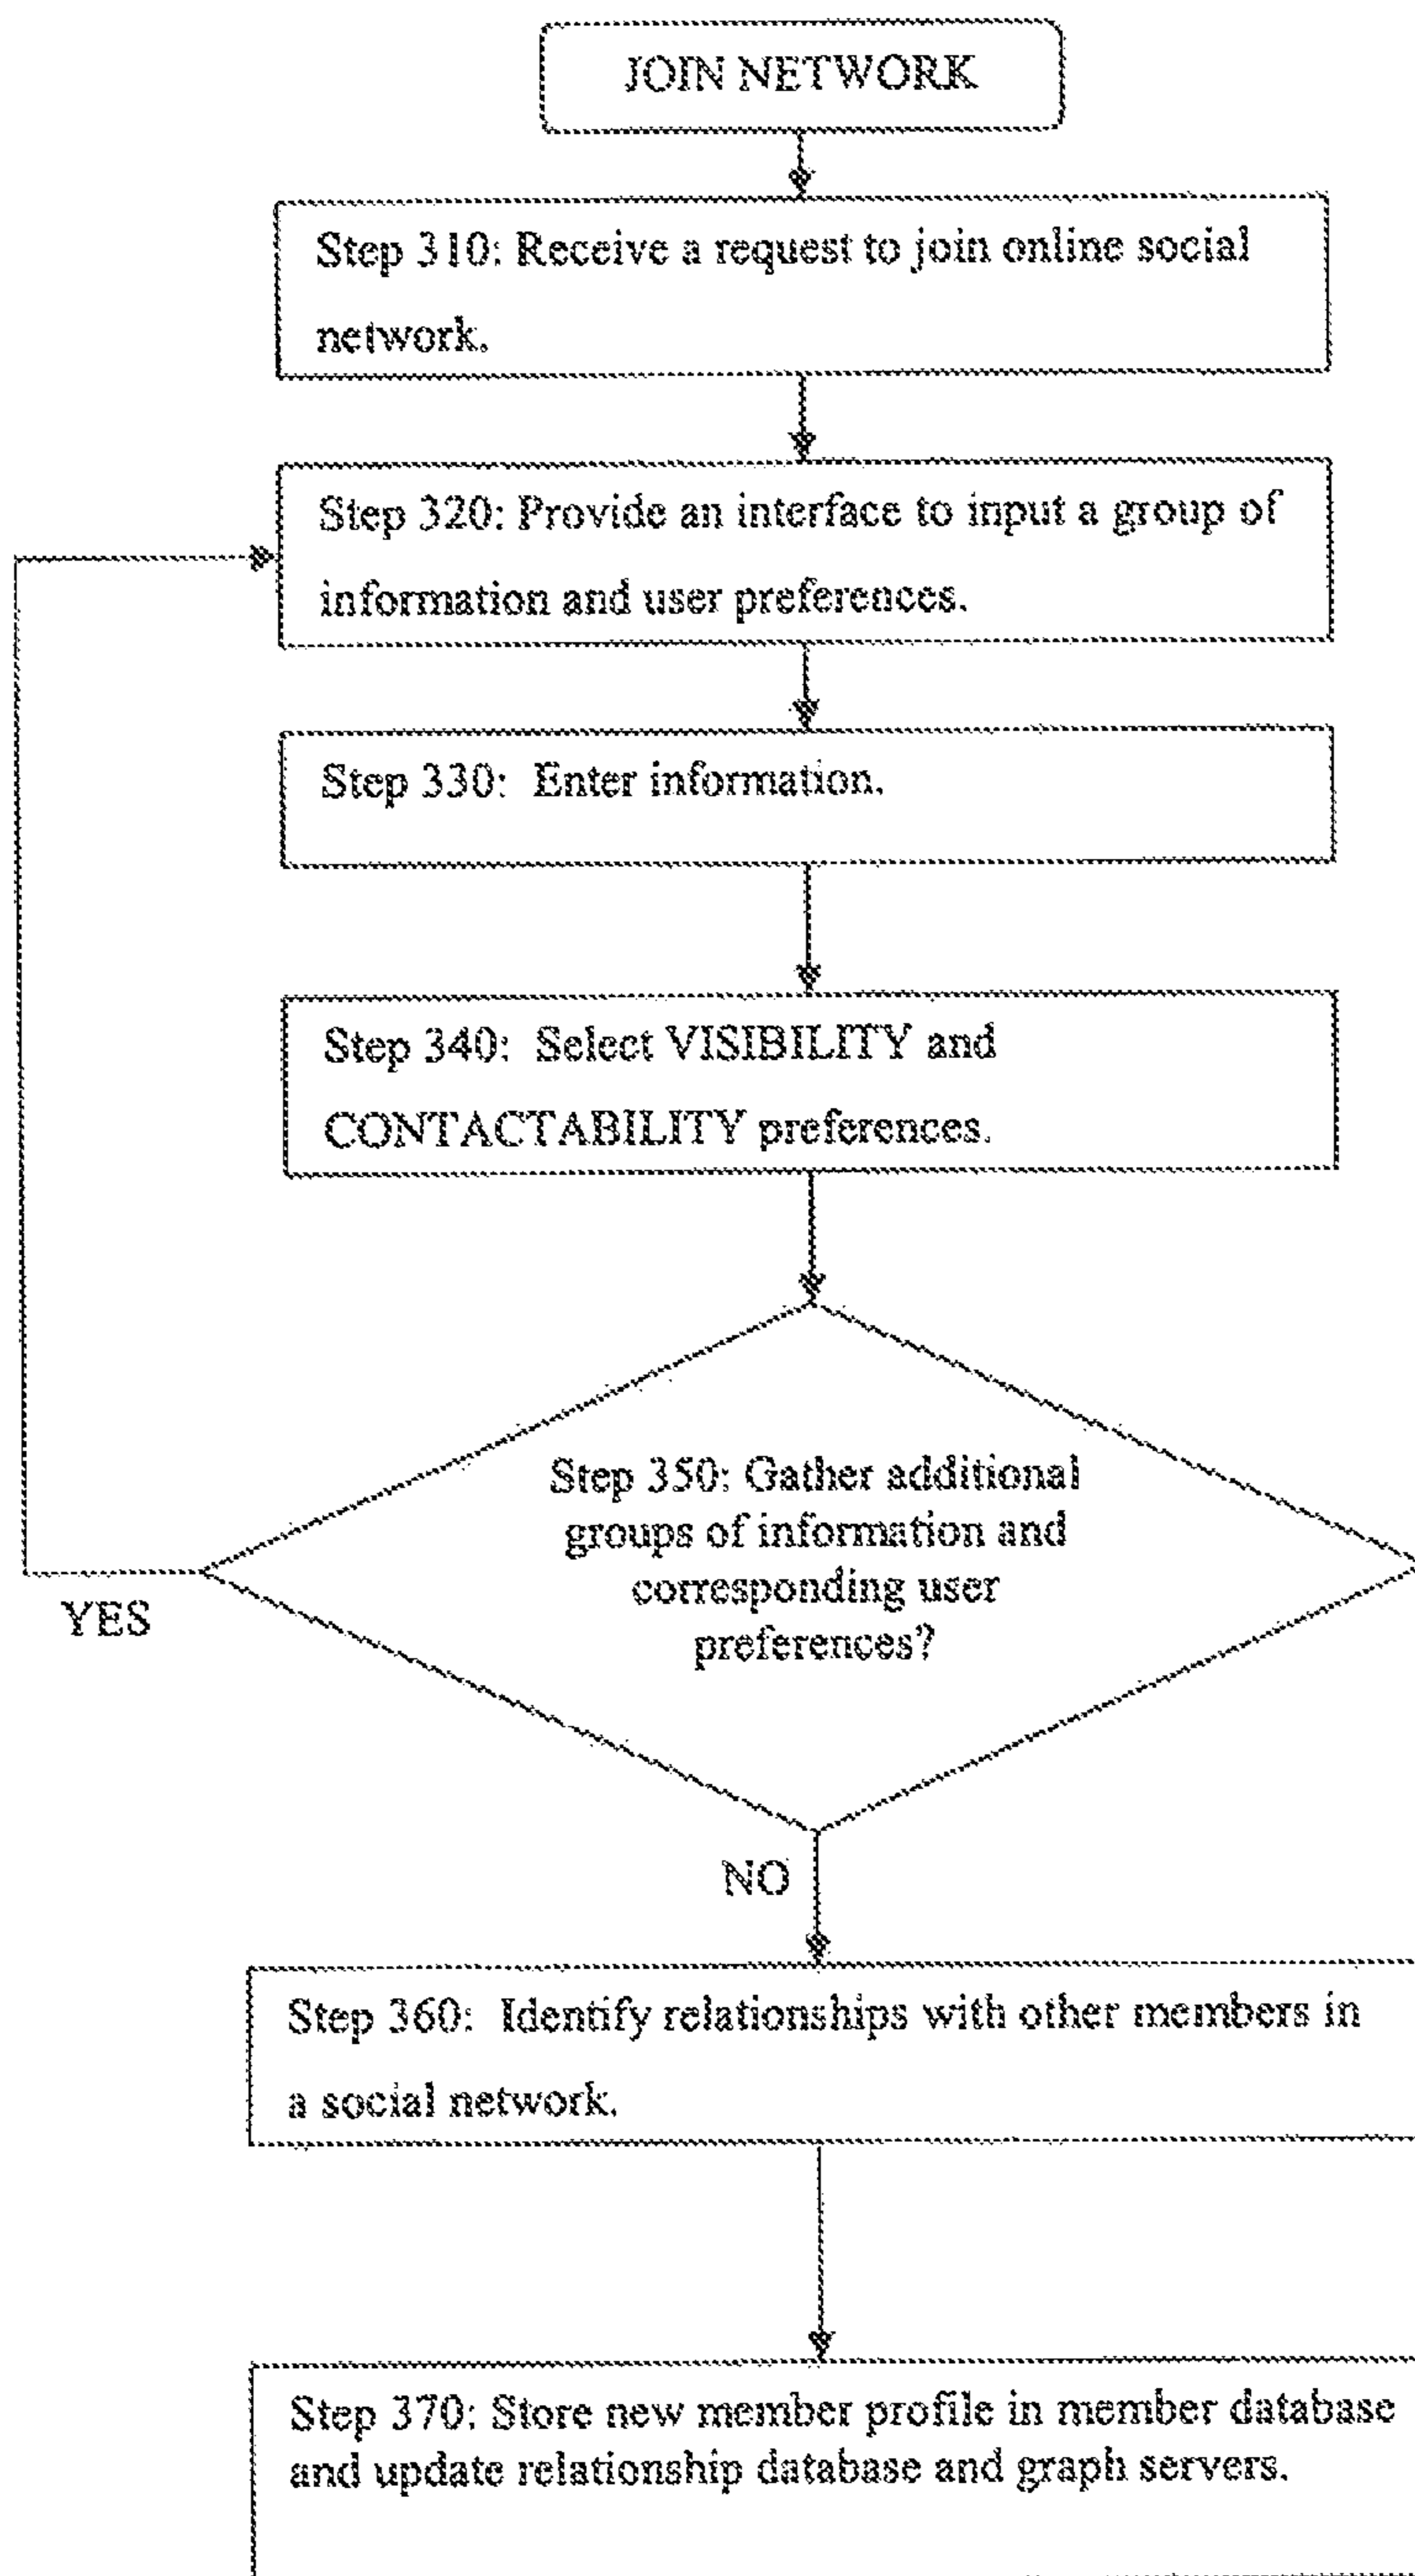 JOIN NETWORK
Step 310: Receive a request to join online social
network.
Step 320: Provide an interface to input a group of
information and user preferences.
Step 330: Enter information.
Step 340: Select VISIBILITY and
CONTACTABILITY preferences.
Step 350: Gather additional
groups of information and
corresponding user
preferences?
YES
NO
Step 360: Identify relationships with other members in
a social network.
Step 370: Store new member profile in member database
and update relationship database and graph servers.